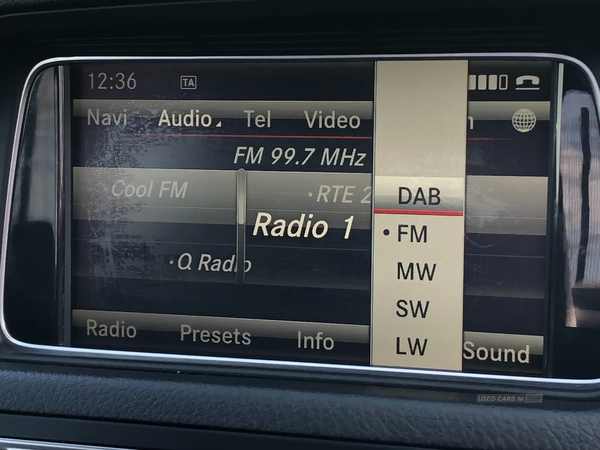 12:36 TA
Navi Audio Tel Video
FM 99.7 MHz
Cool FM
·RTE 2
Radio 1
·Q Radio
Radio Presets Info Sound
DAB
• FM
MW
SW
LW
USED CARS NI